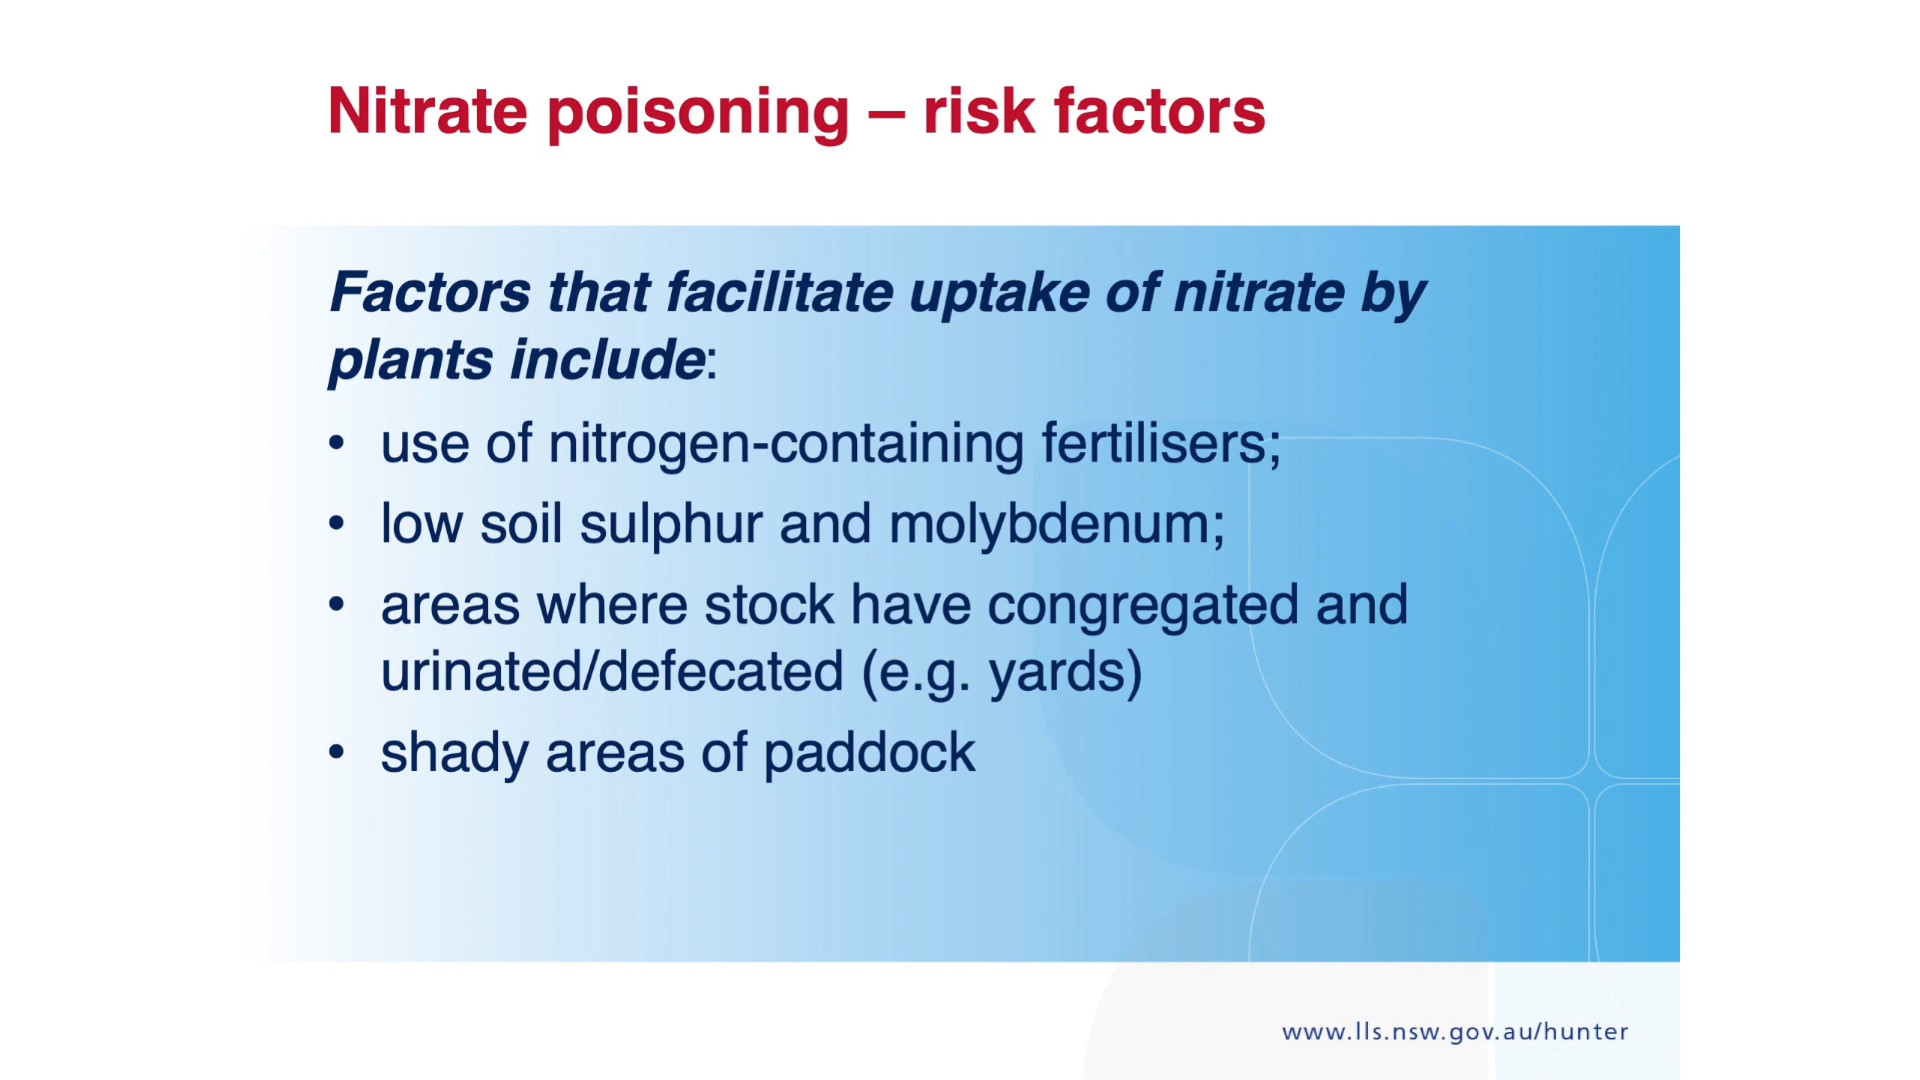 Nitrate poisoning – risk factors
Factors that facilitate uptake of nitrate by
plants include:
• use of nitrogen-containing fertilisers;
• low soil sulphur and molybdenum;
• areas where stock have congregated and
urinated/defecated (e.g. yards)
• shady areas of paddock
www.lls.nsw.gov.au/hunter